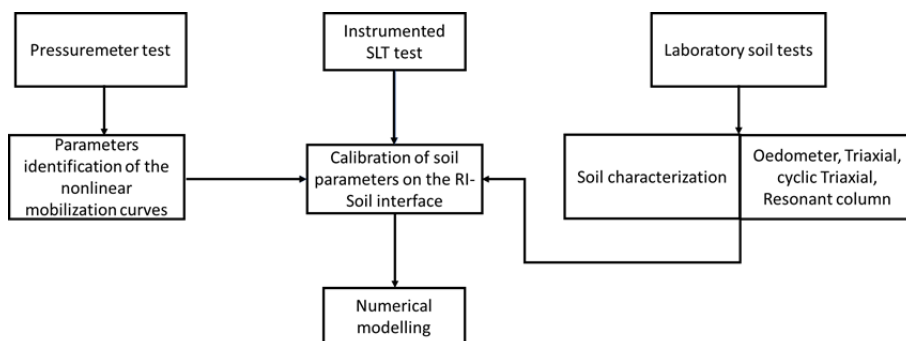 Pressuremeter test
Instrumented
SLT test
Laboratory soil tests
Parameters
identification of the
nonlinear
mobilization curves
Calibration of soil
parameters on the RI-
Soil interface
Soil characterization
Oedometer, Triaxial,
cyclic Triaxial,
Resonant column
Numerical
modelling